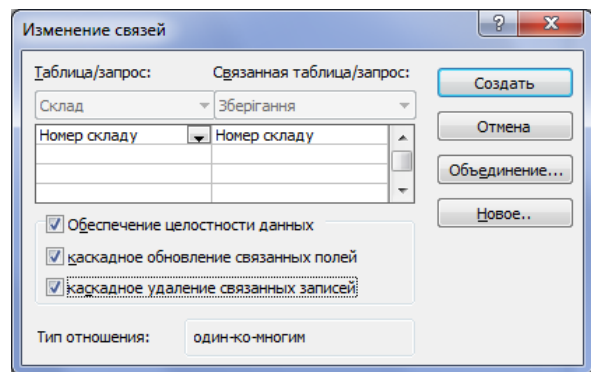 Изменение связей
Таблица/запрос: Связанная таблица/запрос:
Склад Зберігання
Номер складу Номер складу
Обеспечение целостности данных
каскадное обновление связанных полей
каскадное удаление связанных записей
Тип отношения: один-ко-многим
Создать
Отмена
Объединение...
Новое..